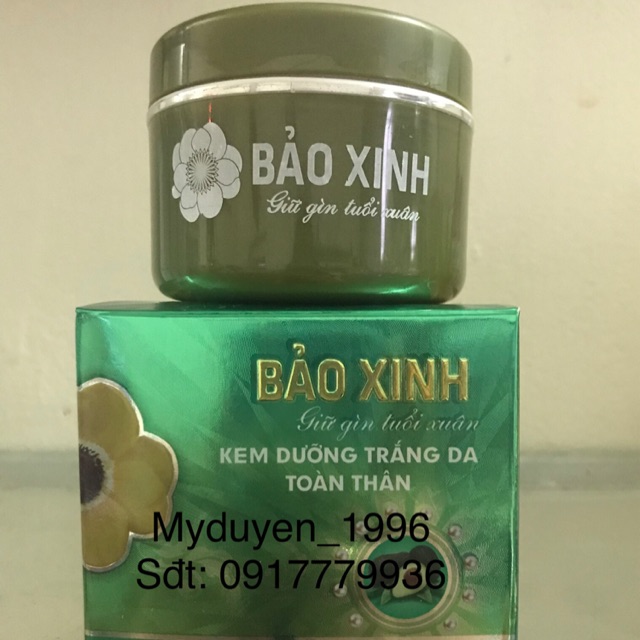 BẢO XINH
Giữ gìn tuổi xuân
BẢO XINH
Giữ gìn tuổi xuân
KEM DƯỠNG TRẮNG DA
TOÀN THÂN
Myduyen_1996
Sđt: 0917779936